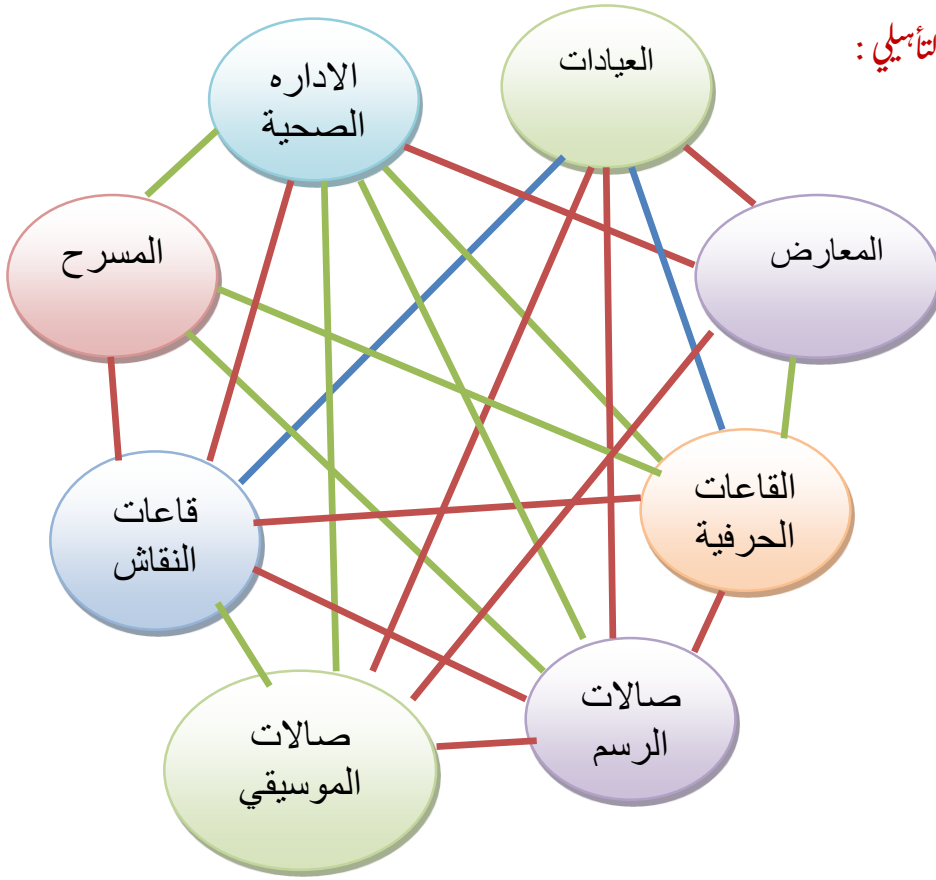 لتأهيلي :
العيادات
الاداره
الصحية
المعارض
المسرح
القاعات
الحرفية
قاعات
النقاش
صالات
الرسم
صالات
الموسيقي